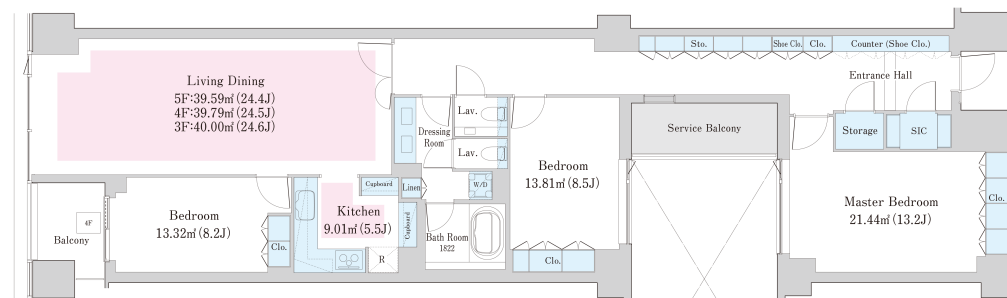 Sto.
Shoe Clo.
Clo.
Counter (Shoe Clo.)
Entrance Hall
Living Dining
5F:39.59㎡(24.4J)
4F:39.79㎡(24.5J)
3F:40.00㎡(24.6J)
Lav.
Dressing
Room
Lav.
Service Balcony
Storage
SIC
Bedroom
13.81㎡(8.5J)
Cupboard
Linen
W/D
Master Bedroom
21.44㎡(13.2J)
Clo.
4F
Balcony
Bedroom
13.32㎡(8.2J)
Clo.
Kitchen
9.01㎡(5.5J)
Cupboard
R
Bath Room
1822
Clo.